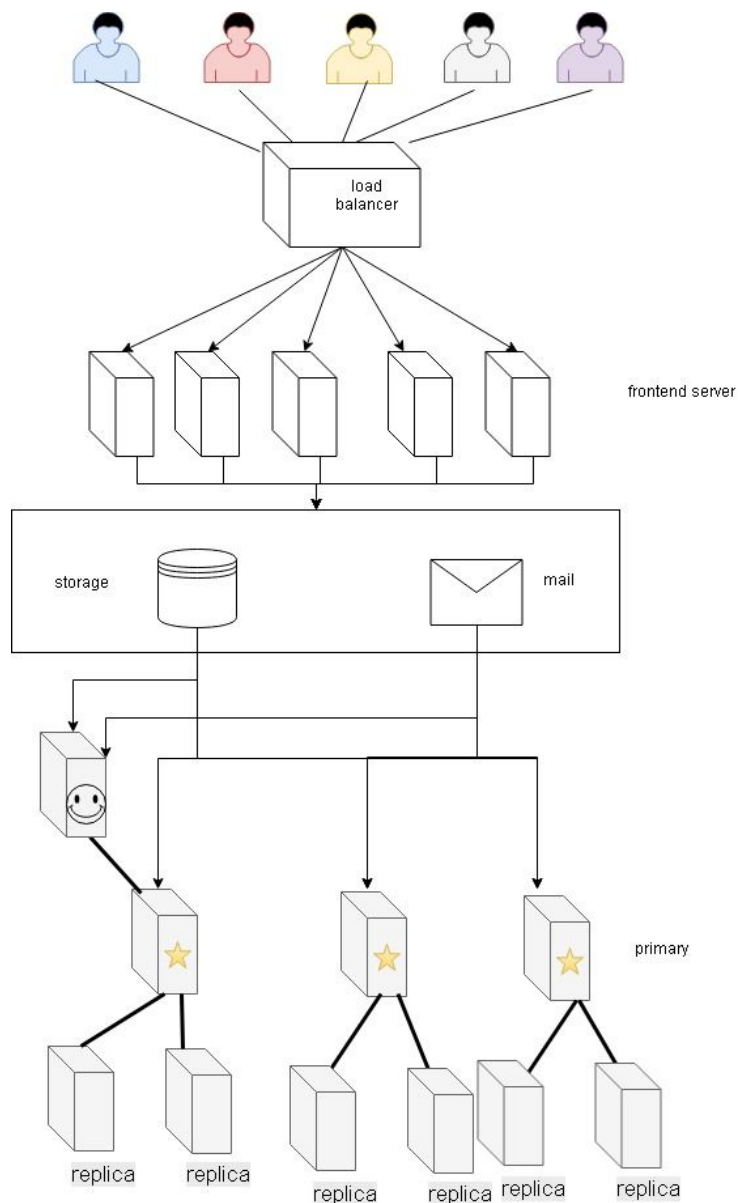 load
balancer
frontend server
storage
mail
primary
replica
replica
replica
replica
replica
replica